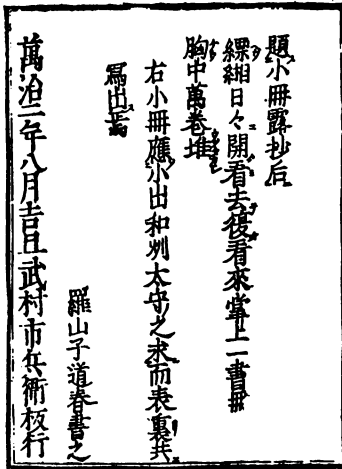 題小冊露抄后
縹緗日々開看去復看來掌上一書冊
胸中萬卷堆
右小冊應小出和刕太守之求而表裏共
寫出焉
羅山子道春書之
萬治二年八月吉旦武村市兵衛板行